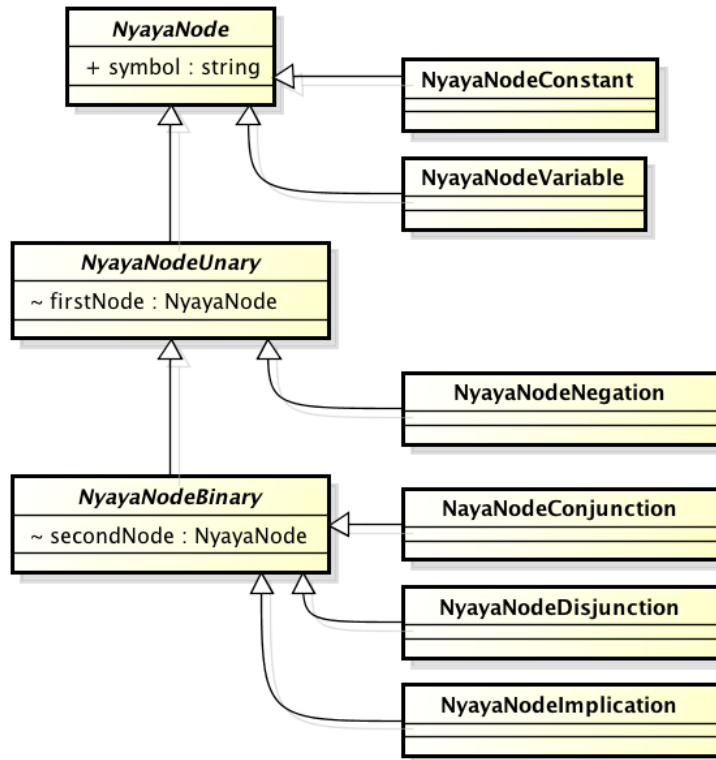 NyayaNode
+ symbol : string
NyayaNodeConstant
NyayaNodeVariable
NyayaNodeUnary
~ firstNode : NyayaNode
NyayaNodeNegation
NyayaNodeBinary
~ secondNode : NyayaNode
NayaNodeConjunction
NyayaNodeDisjunction
NyayaNodeImplication